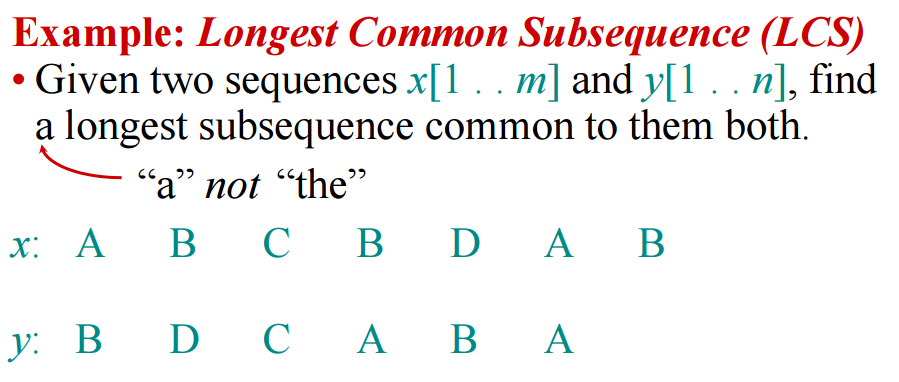 Example: Longest Common Subsequence (LCS)
• Given two sequences x[1 . . m] and y[1 . . n], find
a longest subsequence common to them both.
“a” not “the”
x: A B C B D A B
y: B D C A B A